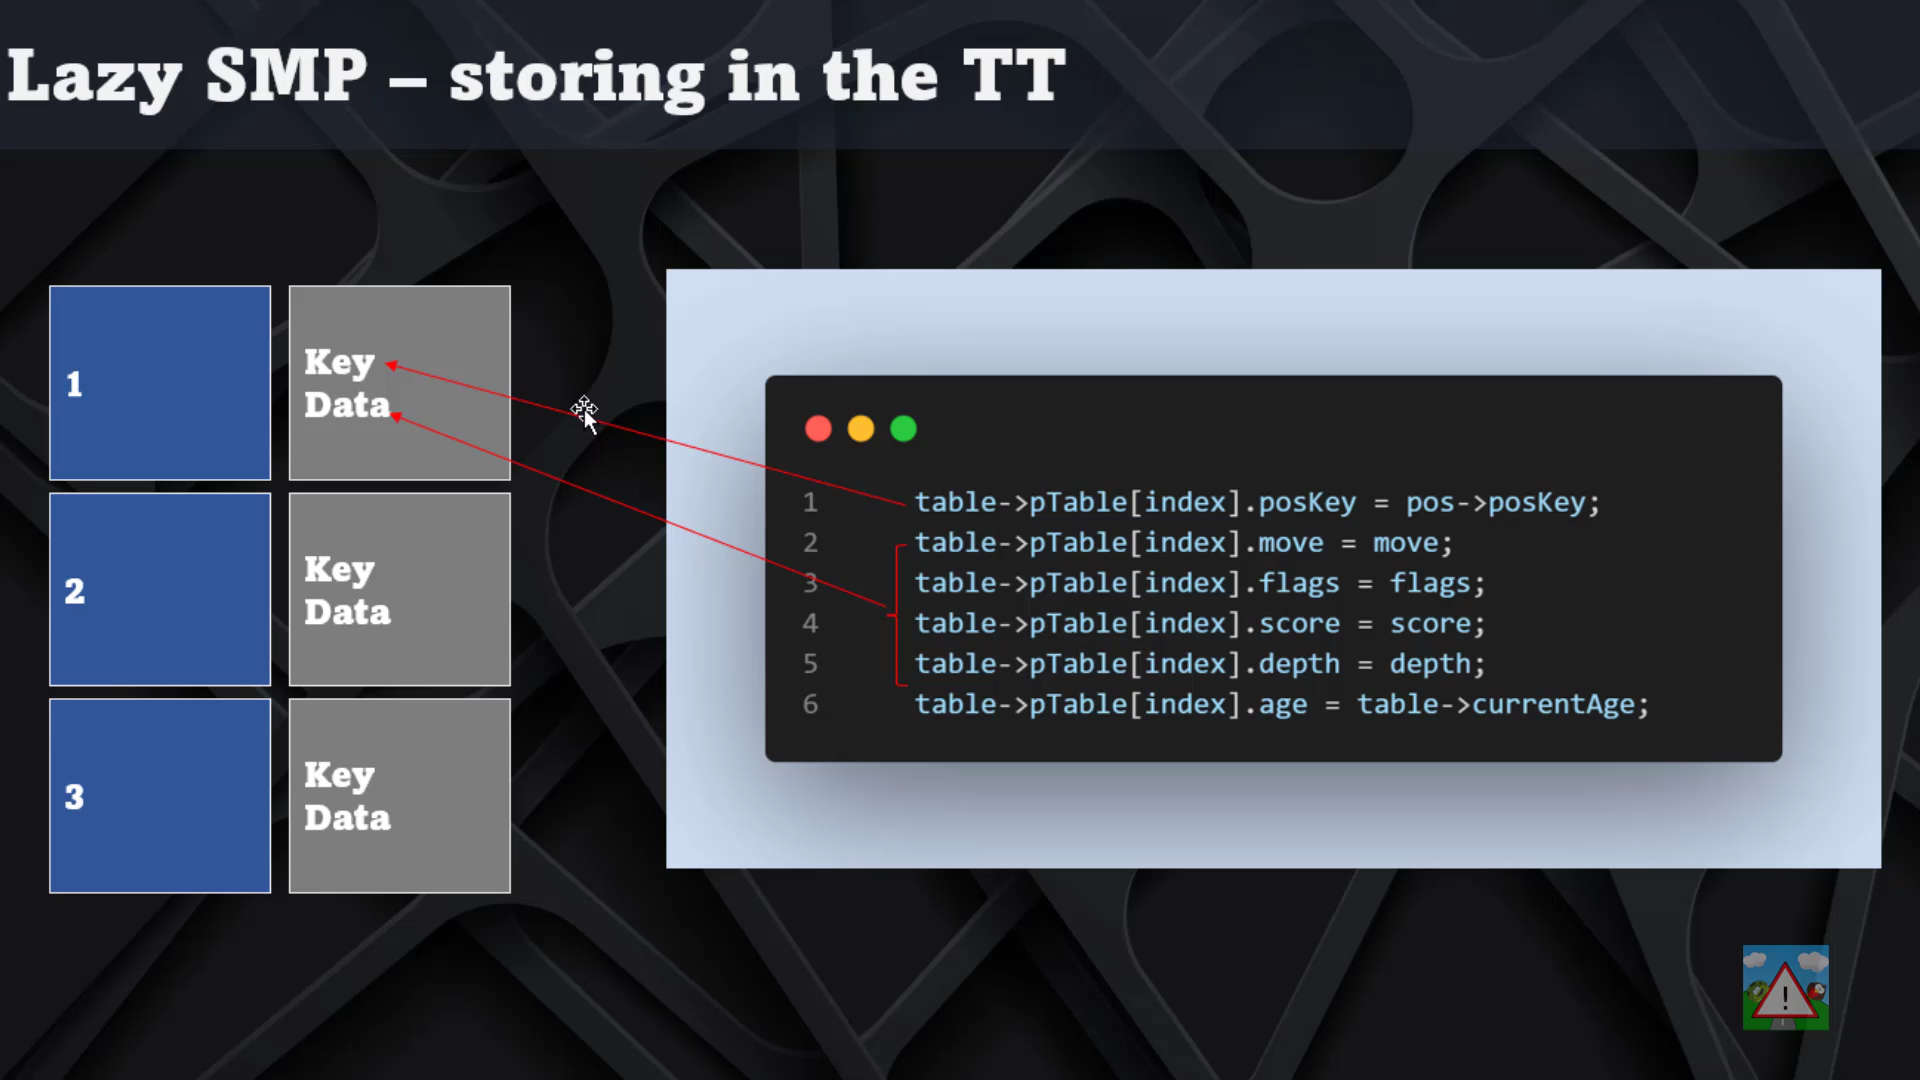 Lazy SMP – storing in the TT
1
Key
Data
2
Key
Data
3
Key
Data
1 table->pTable[index].posKey = pos->posKey;
2 table->pTable[index].move = move;
3 table->pTable[index].flags = flags;
4 table->pTable[index].score = score;
5 table->pTable[index].depth = depth;
6 table->pTable[index].age = table->currentAge;
!